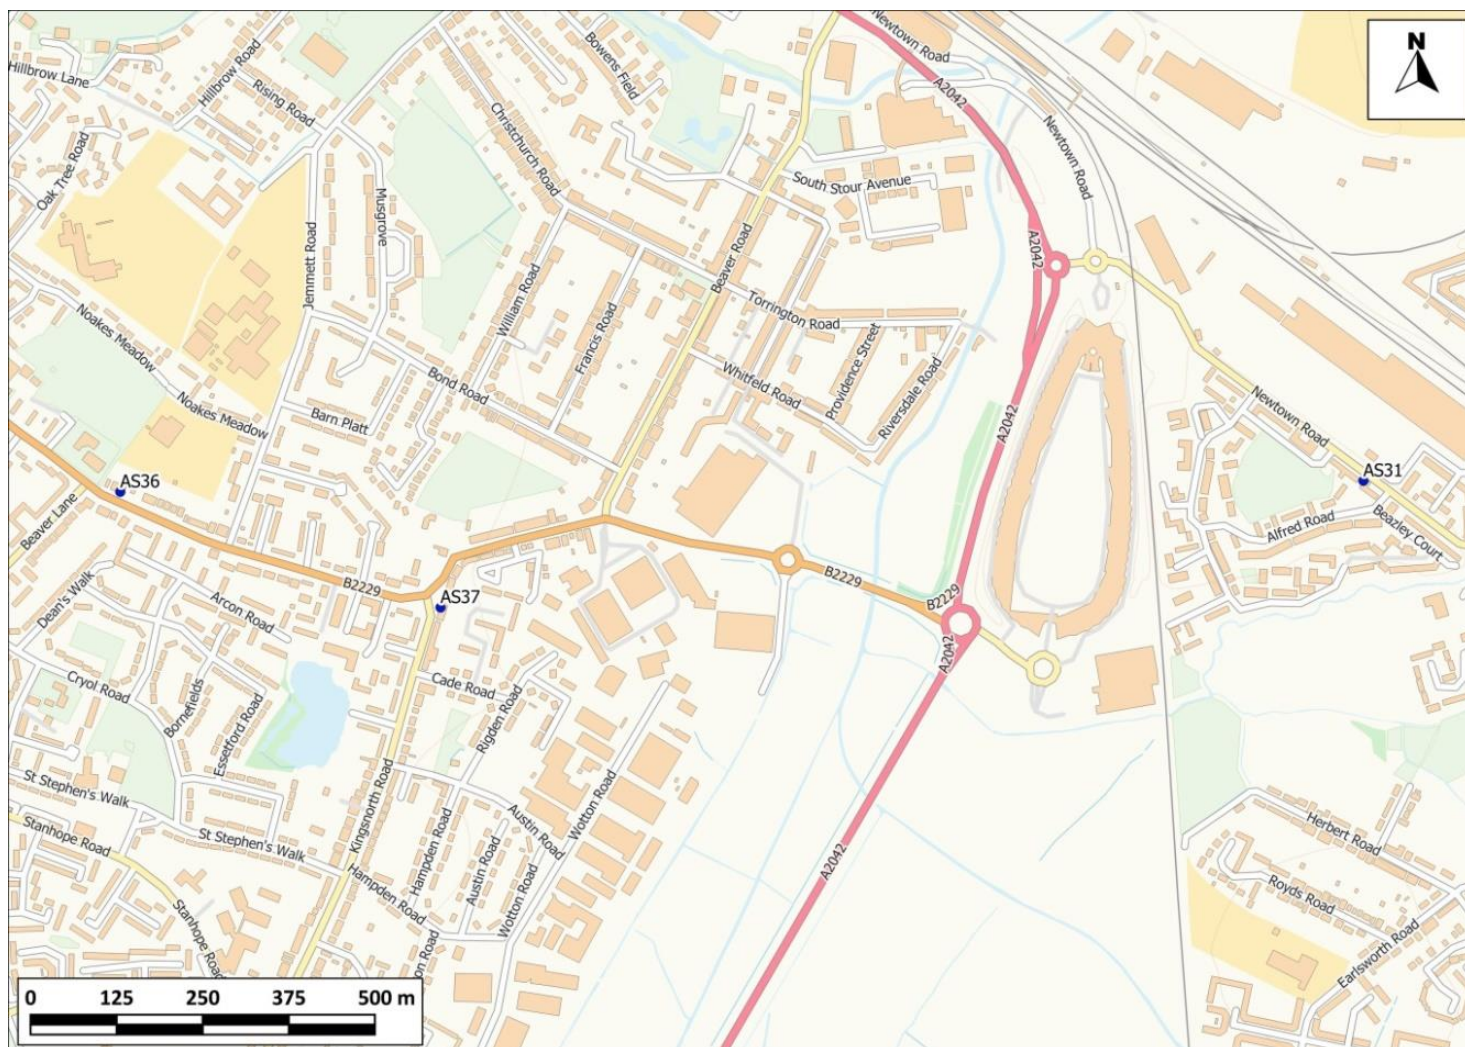 Newtown Road
N
Hillbrow Lane
Hillbrow Road
Bowens Field
A2042
Rising Road
Christchurch Road
Newtown Road
Oak Tree Road
South Stour Avenue
Musgrove
Jemmett Road
Beaver Road
A2042
A2042
William Road
Torrington Road
Noakes Meadow
Francis Road
Providence Street
Whitfeld Road
Bond Road
Riversdale Road
A2042
Noakes Meadow
Barn Platt
Newtown Road
AS36
AS31
Beaver Lane
Alfred Road
Beazley Court
B2229
B2229
Dean's Walk
Arcon Road
AS37
B2229
A2042
Cryol Road
Cade Road
Bornefields
Essetford Road
Rigden Road
St Stephen's Walk
Kingsnorth Road
Wotton Road
Stanhope Road
St Stephen's Walk
Hampden Road
Austin Road
Herbert Road
A2042
Hampden Road
Austin Road
Wotton Road
Royds Road
Stanhope Road
on Road
Earlsworth Road
0 125 250 375 500 m